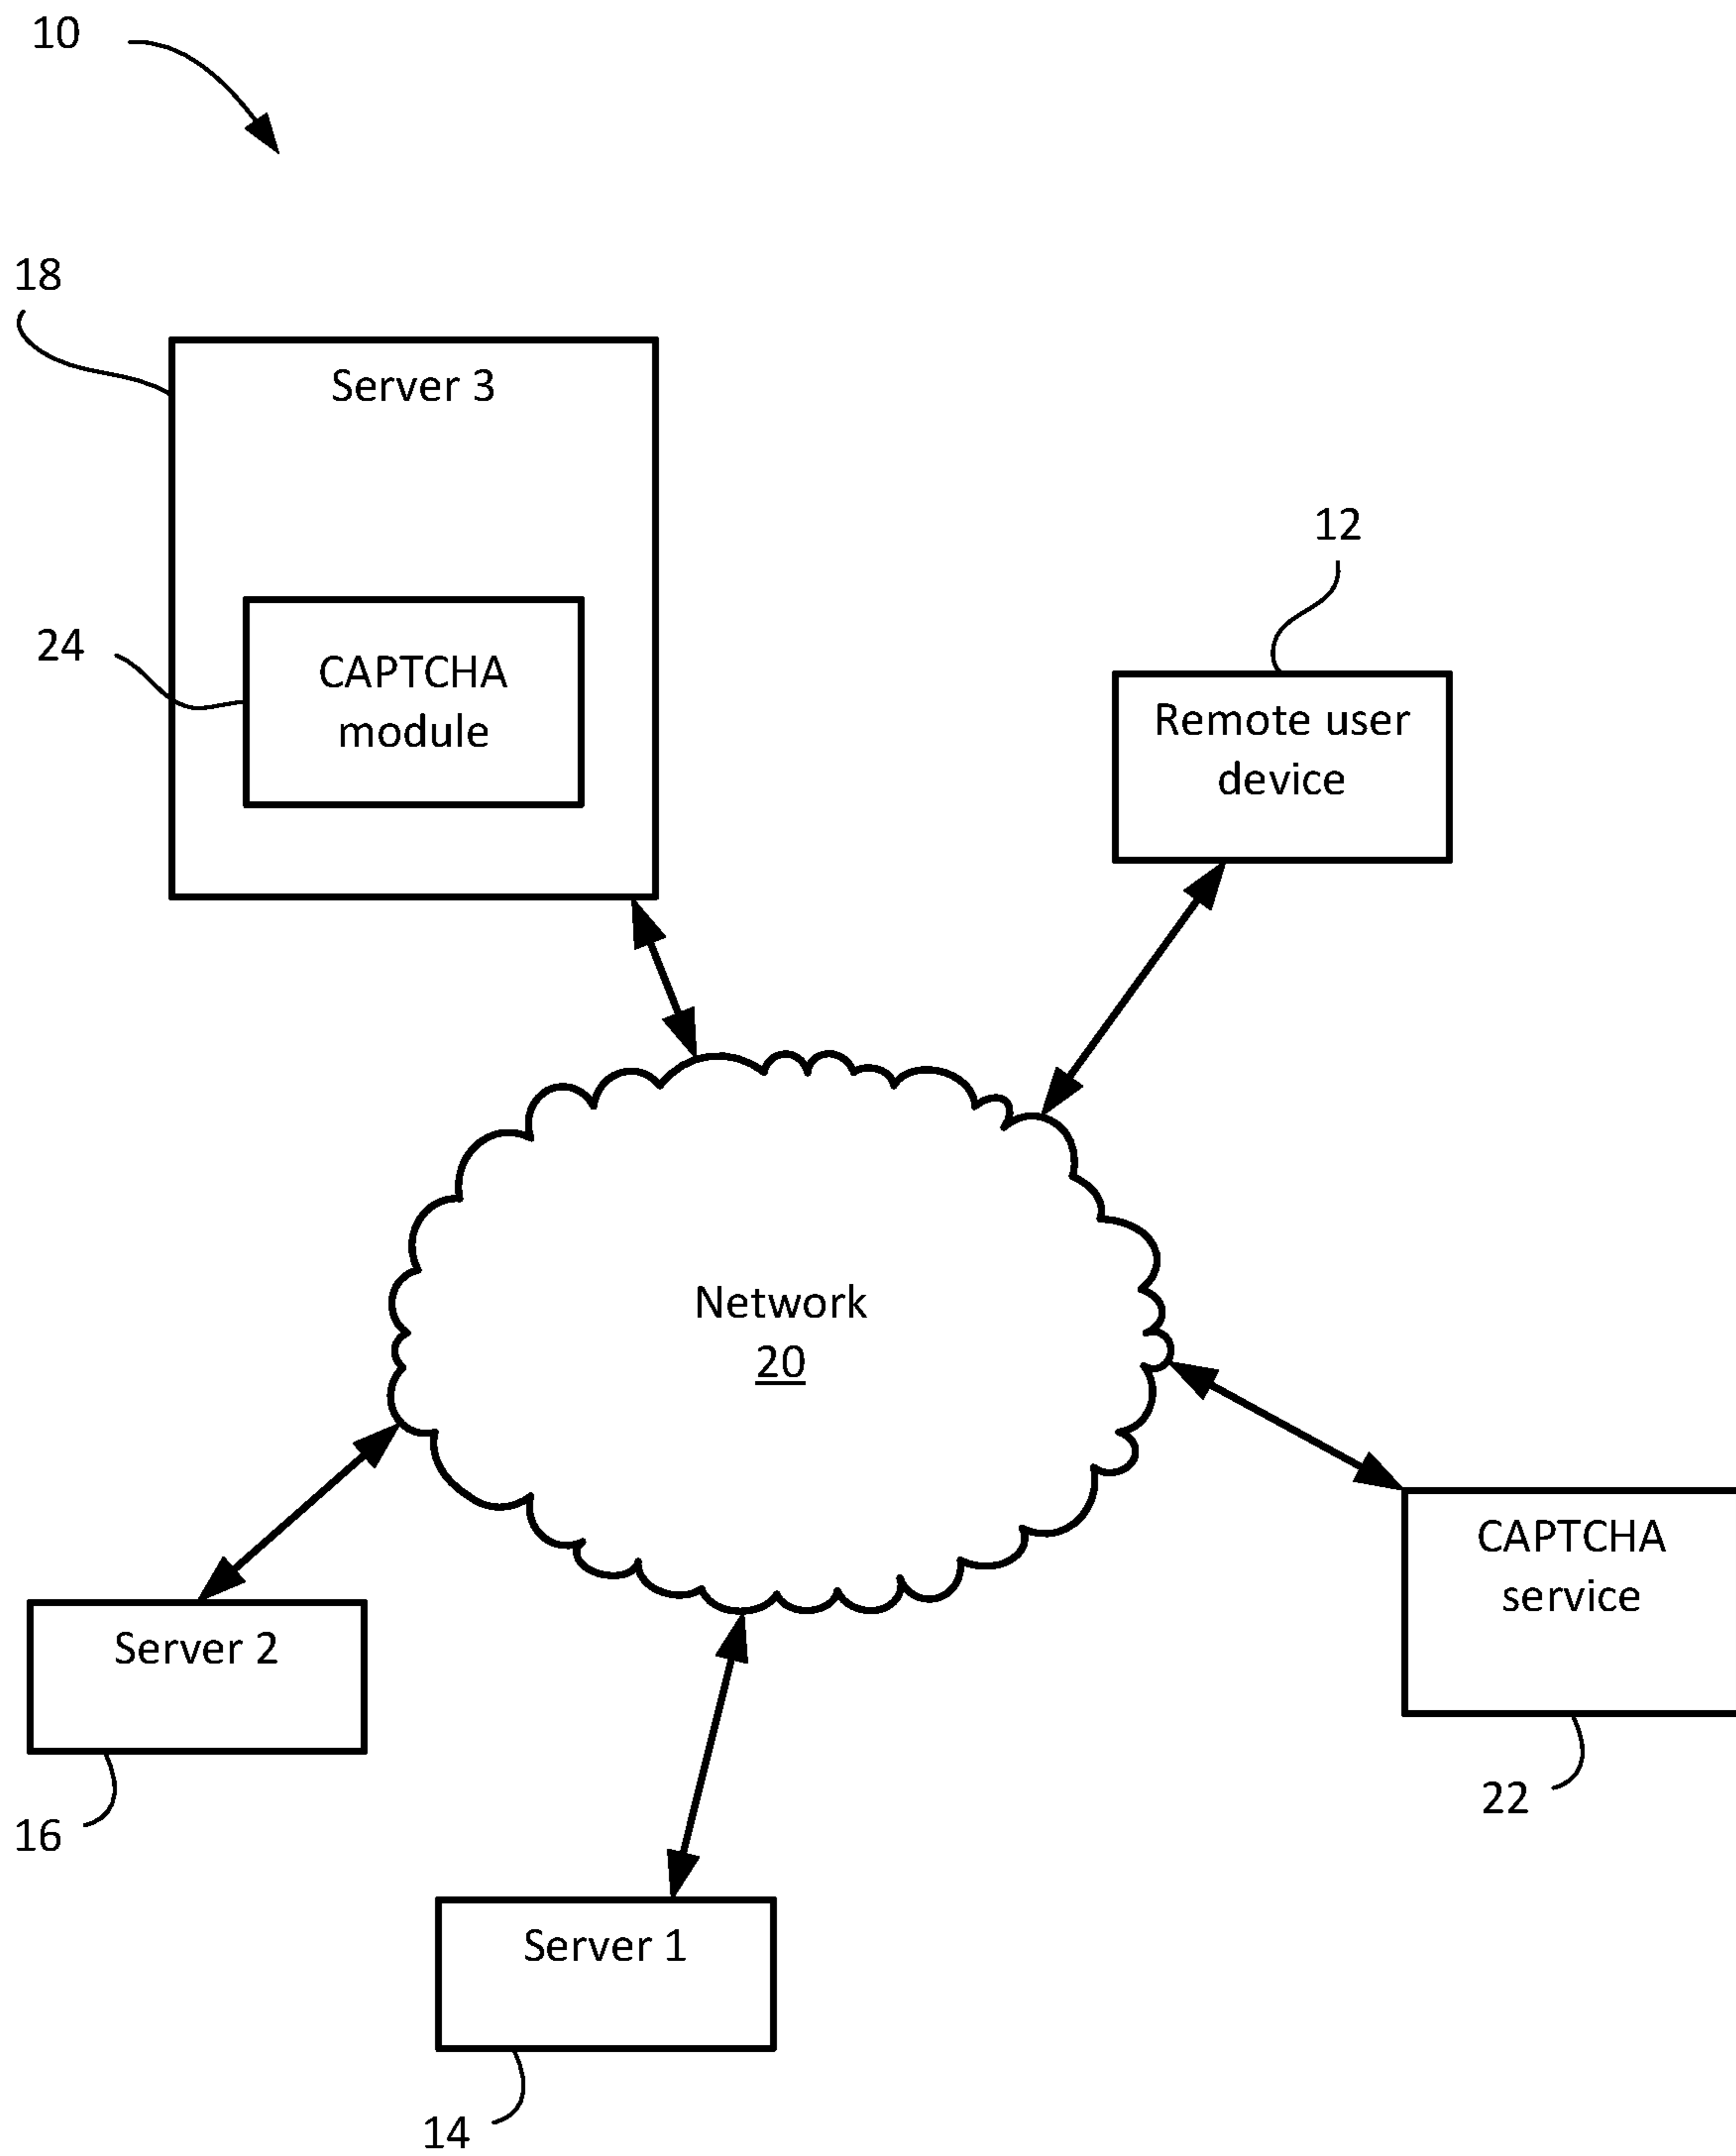 10
18
Server 3
12
24
CAPTCHA
module
Remote user
device
Network
20
CAPTCHA
service
Server 2
22
16
Server 1
14